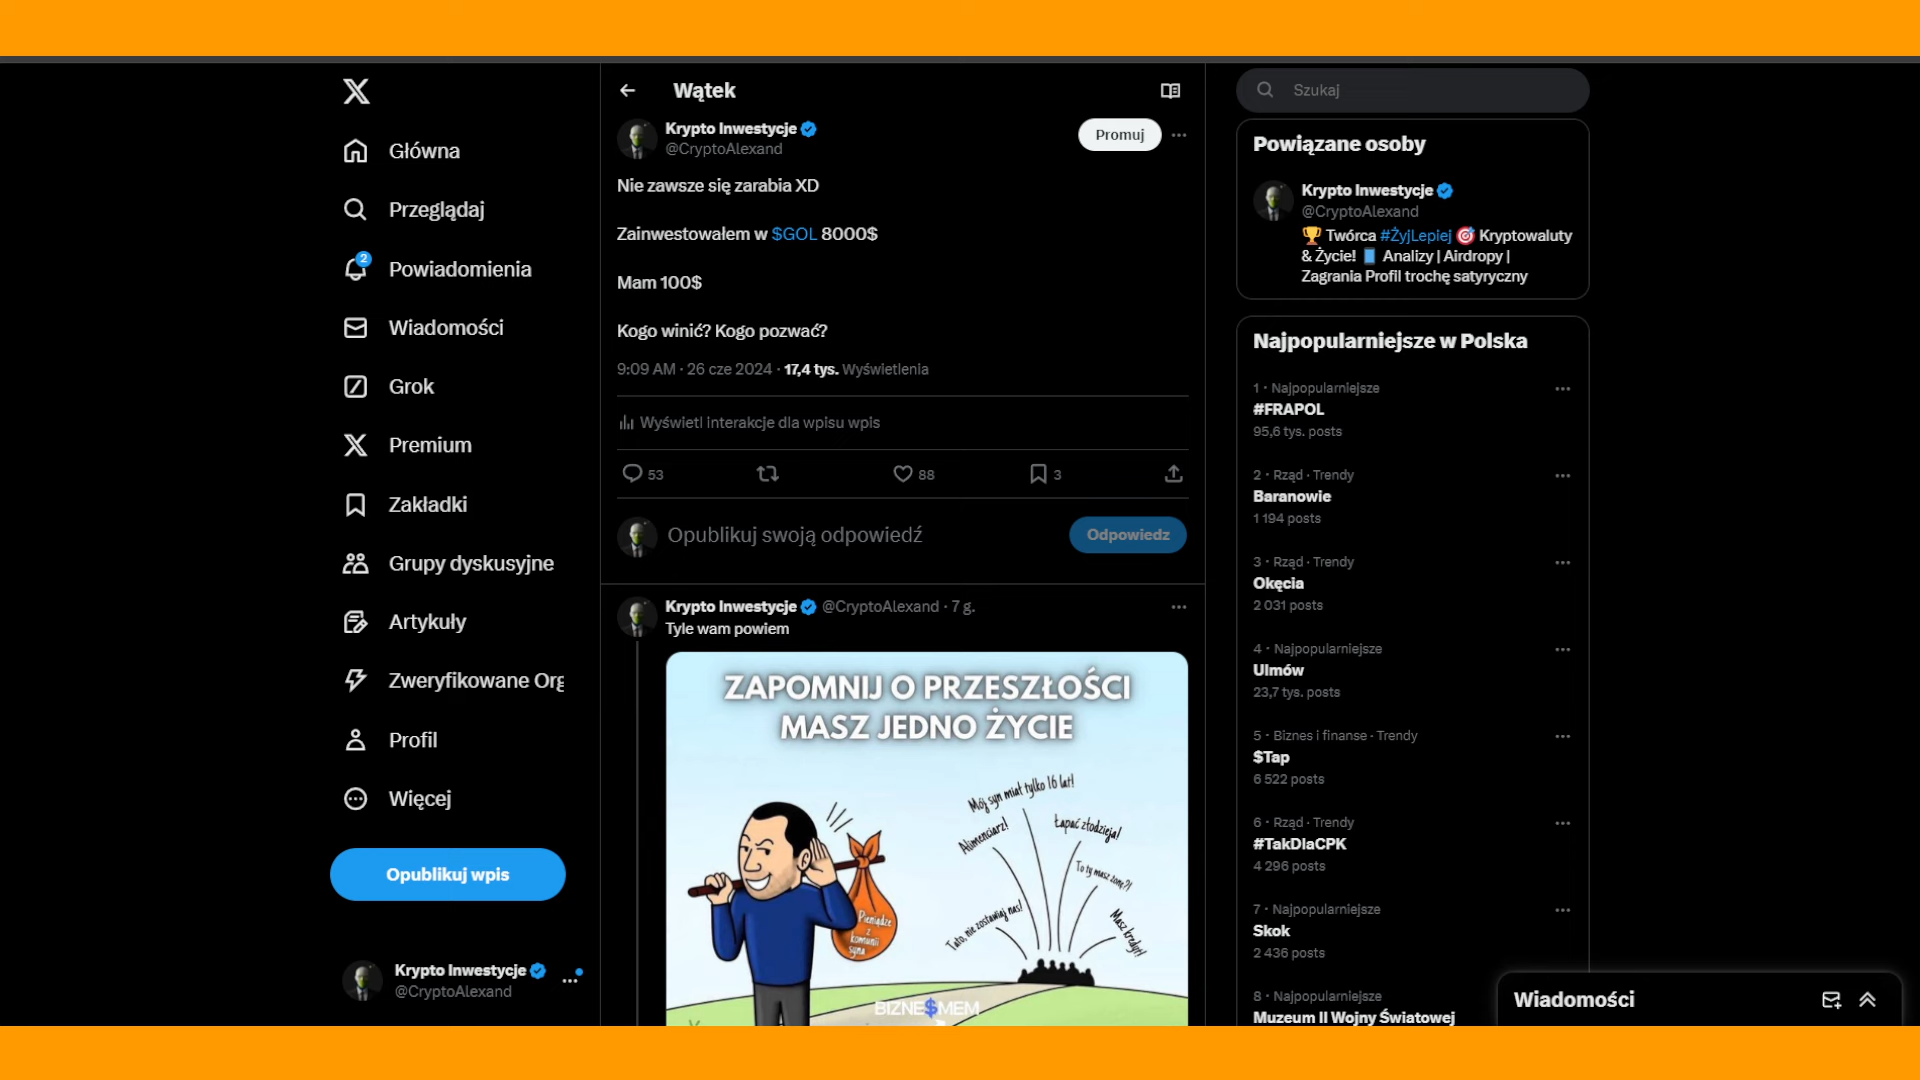 Główna
Przeglądaj
2
Powiadomienia
Wiadomości
Grok
Premium
Zakładki
Grupy dyskusyjne
Artykuły
Zweryfikowane Org
Profil
Więcej
Opublikuj wpis
Krypto Inwestycje
@CryptoAlexand
Wątek
Krypto Inwestycje
@CryptoAlexand
Promuj
Nie zawsze się zarabia XD
Zainwestowałem w $GOL 8000$
Mam 100$
Kogo winić? Kogo pozwać?
9:09 AM · 26 cze 2024 · 17,4 tys. Wyświetlenia
Wyświetl interakcje dla wpisu wpis
53
88
3
Opublikuj swoją odpowiedź
Odpowiedz
Krypto Inwestycje @CryptoAlexand · 7 g.
Tyle wam powiem
ZAPOMNIJ O PRZESZŁOŚCI
MASZ JEDNO ŻYCIE
Mój syn miał tylko 16 lat!
Alimenciarz!
Łapać złodzieja!
To ty masz żonę?!
Tato, nie zostawiaj nas!
Masz kredyt!
Pieniądze
z
komunii
syna
BIZNE$MEM
Szukaj
Powiązane osoby
Krypto Inwestycje
@CryptoAlexand
🏆 Twórca #ŻyjLepiej 🎯 Kryptowaluty
& Życie! 📘 Analizy | Airdropy |
Zagrania Profil trochę satyryczny
Najpopularniejsze w Polska
1 · Najpopularniejsze
#FRAPOL
95,6 tys. posts
2 · Rząd · Trendy
Baranowie
1 194 posts
3 · Rząd · Trendy
Okęcia
2 031 posts
4 · Najpopularniejsze
Ulmów
23,7 tys. posts
5 · Biznes i finanse · Trendy
$Tap
6 522 posts
6 · Rząd · Trendy
#TakDlaCPK
4 296 posts
7 · Najpopularniejsze
Skok
2 436 posts
8 · Najpopularniejsze
Muzeum II Wojny Światowej
Wiadomości